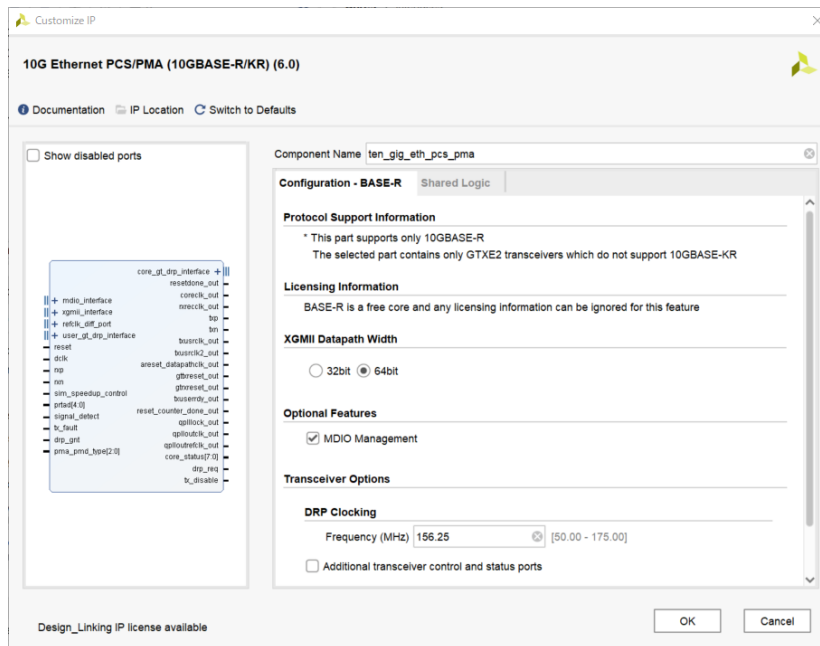 Customize IP
10G Ethernet PCS/PMA (10GBASE-R/KR) (6.0)
Documentation IP Location Switch to Defaults
Show disabled ports
core_gt_drp_interface
resetdone_out
coreclk_out
rxrecclk_out
txp
txn
txusrclk_out
txusrclk2_out
areset_datapathclk_out
gttxreset_out
gtrxreset_out
txuserrdy_out
reset_counter_done_out
qplllock_out
qplloutclk_out
qplloutrefclk_out
core_status[7:0]
drp_req
tx_disable
mdio_interface
xgmii_interface
refclk_diff_port
user_gt_drp_interface
reset
dclk
rxp
rxn
sim_speedup_control
prtad[4:0]
signal_detect
tx_fault
drp_gnt
pma_pmd_type[2:0]
Component Name ten_gig_eth_pcs_pma
Configuration - BASE-R Shared Logic
Protocol Support Information
* This part supports only 10GBASE-R
The selected part contains only GTXE2 transceivers which do not support 10GBASE-KR
Licensing Information
BASE-R is a free core and any licensing information can be ignored for this feature
XGMII Datapath Width
32bit 64bit
Optional Features
MDIO Management
Transceiver Options
DRP Clocking
Frequency (MHz) 156.25 [50.00 - 175.00]
Additional transceiver control and status ports
Design_Linking IP license available
OK Cancel